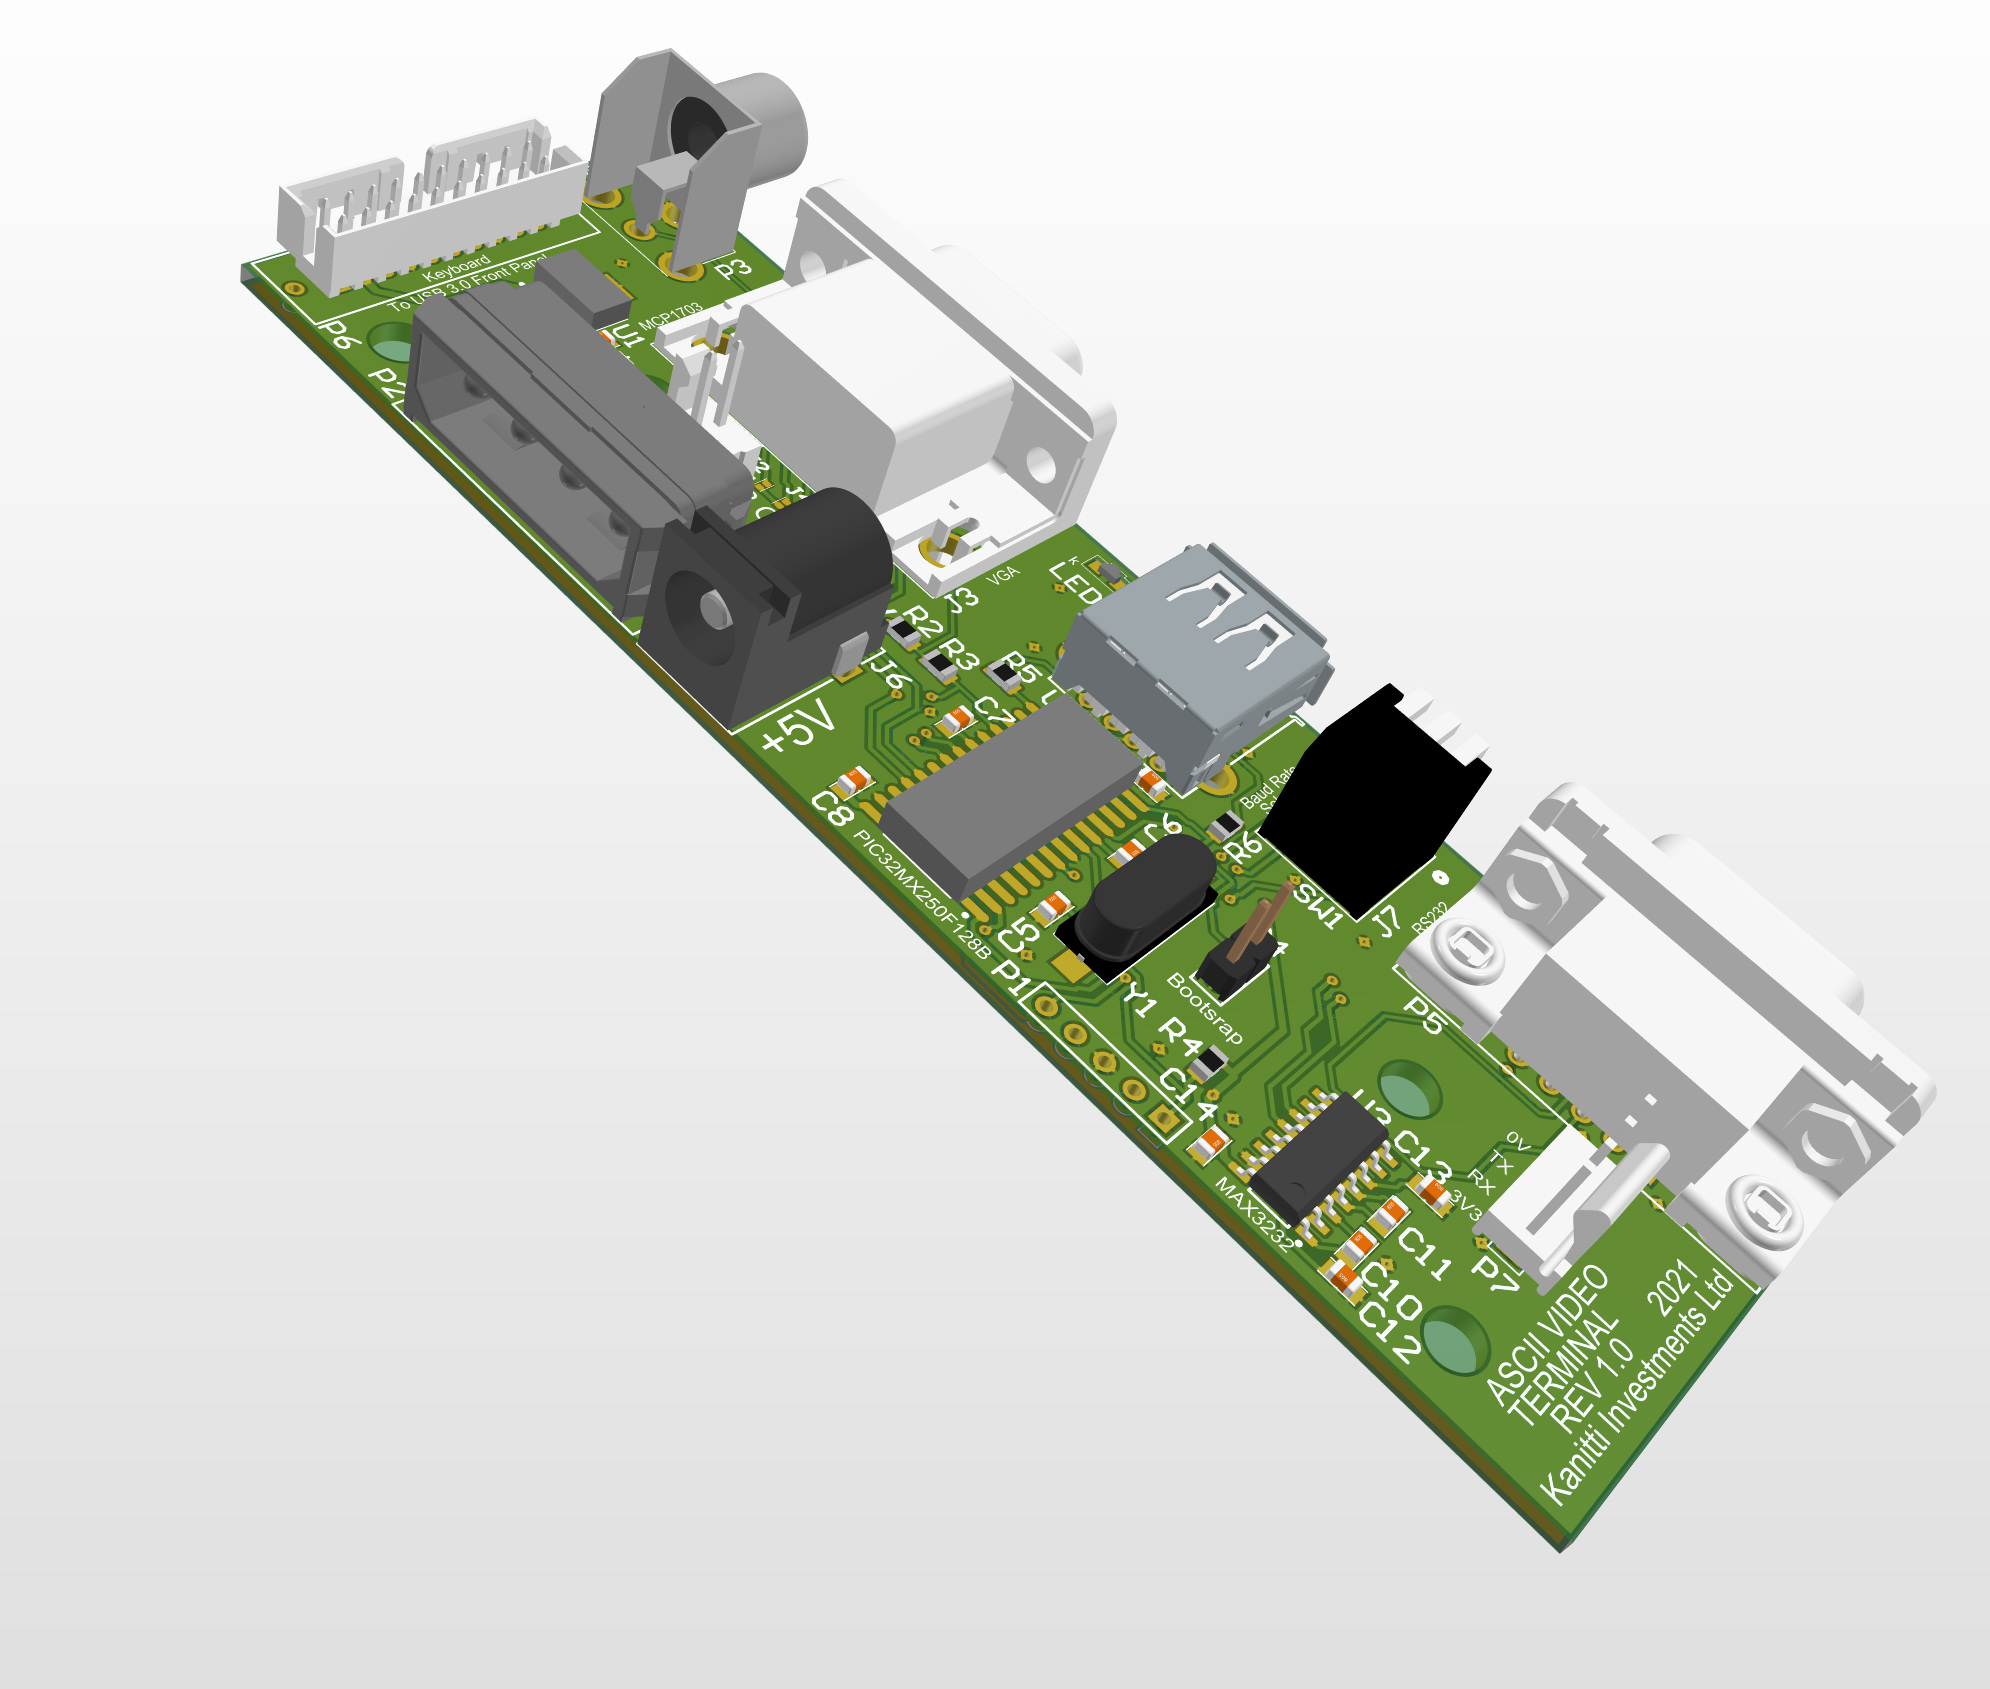 Keyboard
To USB 3.0 Front Panel
P6
P2
P3
MCP1703
U1
J3
VGA
LED
R2
R3
R5
J6
+5V
C7
C8
PIC32MX250F128B
C6
C5
R6
Baud Rate
SW1
J7
RS232
P5
P1
Y1
Bootsrap
R4
C14
U3
C13
MAX3232
C11
C10
C12
0V
TX
RX
3V3
P7
ASCII VIDEO
TERMINAL
REV 1.0 2021
Kanitti Investments Ltd